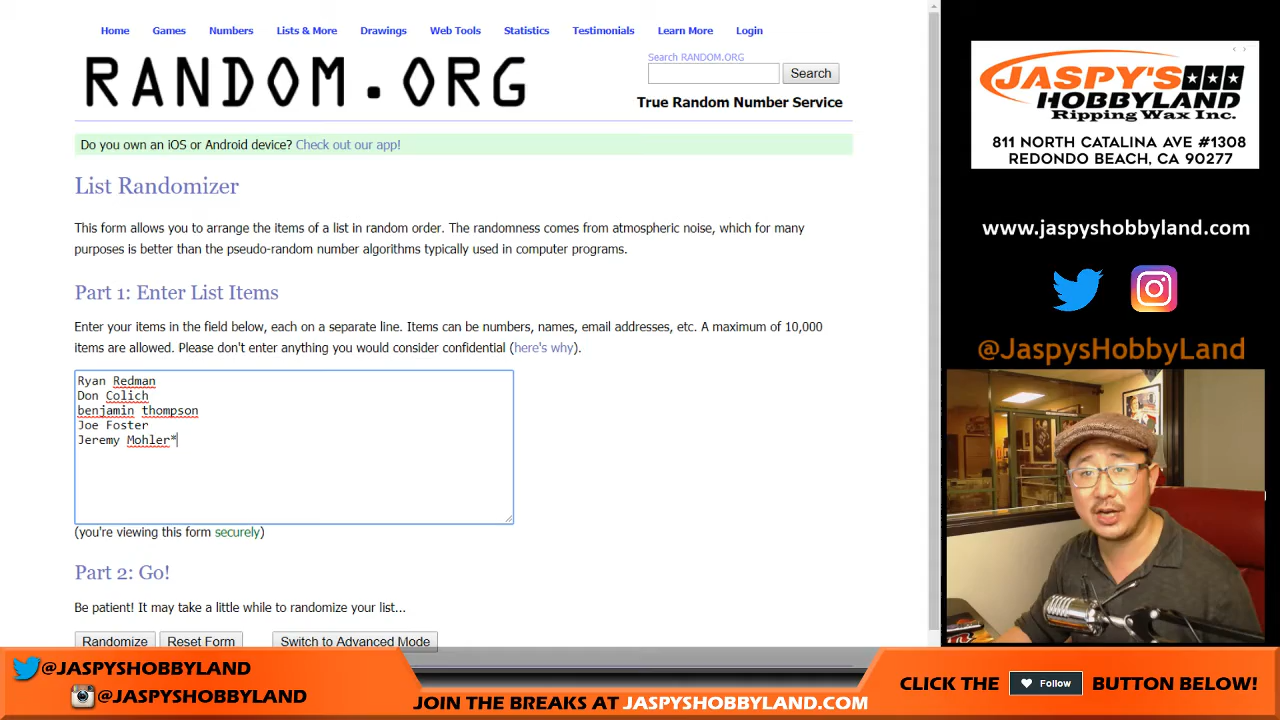 Home Games Numbers Lists & More Drawings Web Tools Statistics Testimonials Learn More Login
RANDOM.ORG
Search RANDOM.ORG
Search
True Random Number Service
Do you own an iOS or Android device? Check out our app!
List Randomizer
This form allows you to arrange the items of a list in random order. The randomness comes from atmospheric noise, which for many
purposes is better than the pseudo-random number algorithms typically used in computer programs.
Part 1: Enter List Items
Enter your items in the field below, each on a separate line. Items can be numbers, names, email addresses, etc. A maximum of 10,000
items are allowed. Please don't enter anything you would consider confidential (here's why).
Ryan Redman
Don Colich
benjamin thompson
Joe Foster
Jeremy Mohler*
(you're viewing this form securely)
Part 2: Go!
Be patient! It may take a little while to randomize your list...
Randomize Reset Form Switch to Advanced Mode
JASPY'S
HOBBYLAND
Ripping Wax Inc.
811 NORTH CATALINA AVE #1308
REDONDO BEACH, CA 90277
www.jaspyshobbyland.com
@JaspysHobbyLand
@JASPYSHOBBYLAND
@JASPYSHOBBYLAND
JOIN THE BREAKS AT JASPYSHOBBYLAND.COM
CLICK THE Follow BUTTON BELOW!